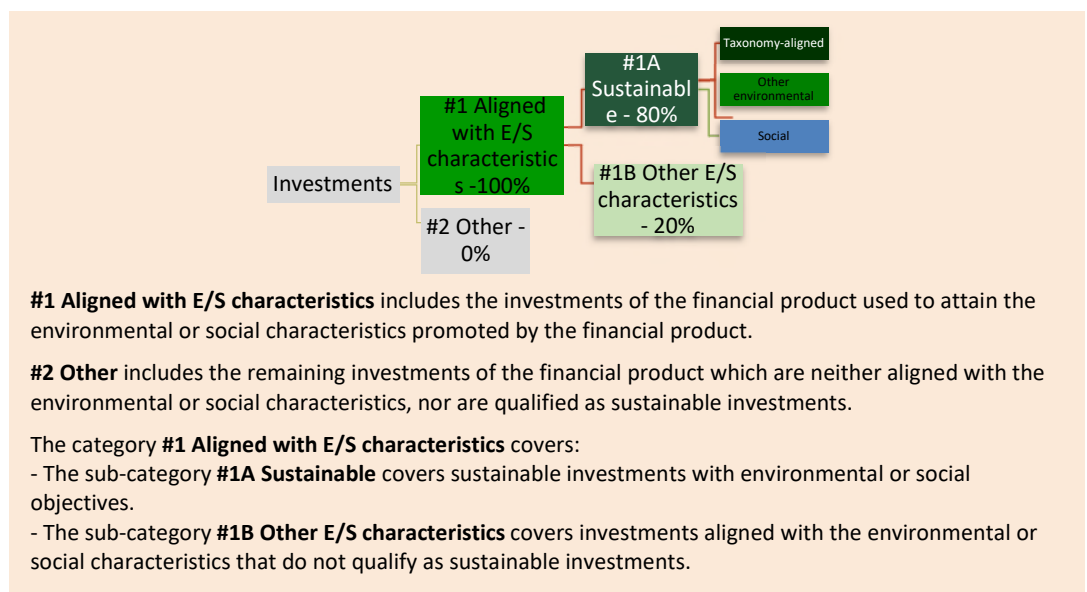 Taxonomy-aligned
#1A
Sustainabl
e - 80%
Other
environmental
#1 Aligned
with E/S
characteristic
s -100%
Social
Investments
#1B Other E/S
characteristics
- 20%
#2 Other -
0%
#1 Aligned with E/S characteristics includes the investments of the financial product used to attain the
environmental or social characteristics promoted by the financial product.
#2 Other includes the remaining investments of the financial product which are neither aligned with the
environmental or social characteristics, nor are qualified as sustainable investments.
The category #1 Aligned with E/S characteristics covers:
- The sub-category #1A Sustainable covers sustainable investments with environmental or social
objectives.
- The sub-category #1B Other E/S characteristics covers investments aligned with the environmental or
social characteristics that do not qualify as sustainable investments.